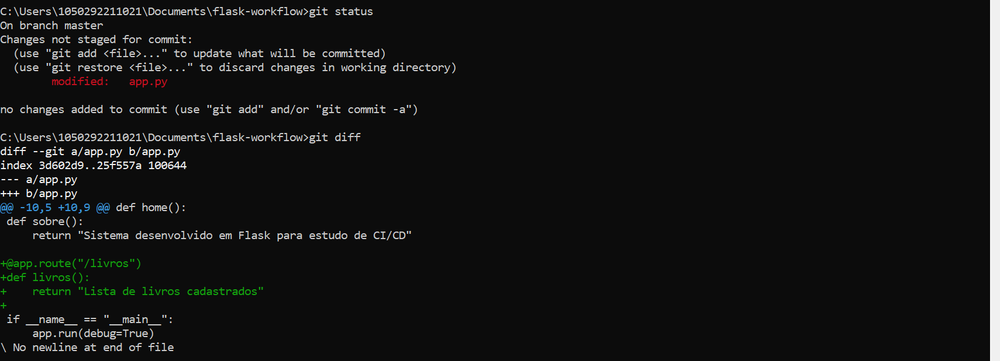 C:\Users\1050292211021\Documents\flask-workflow>git status
On branch master
Changes not staged for commit:
  (use "git add <file>..." to update what will be committed)
  (use "git restore <file>..." to discard changes in working directory)
        modified:   app.py

no changes added to commit (use "git add" and/or "git commit -a")

C:\Users\1050292211021\Documents\flask-workflow>git diff
diff --git a/app.py b/app.py
index 3d602d9..25f557a 100644
--- a/app.py
+++ b/app.py
@@ -10,5 +10,9 @@ def home():
 def sobre():
     return "Sistema desenvolvido em Flask para estudo de CI/CD"

+@app.route("/livros")
+def livros():
+    return "Lista de livros cadastrados"
+
 if __name__ == "__main__":
     app.run(debug=True)
\ No newline at end of file